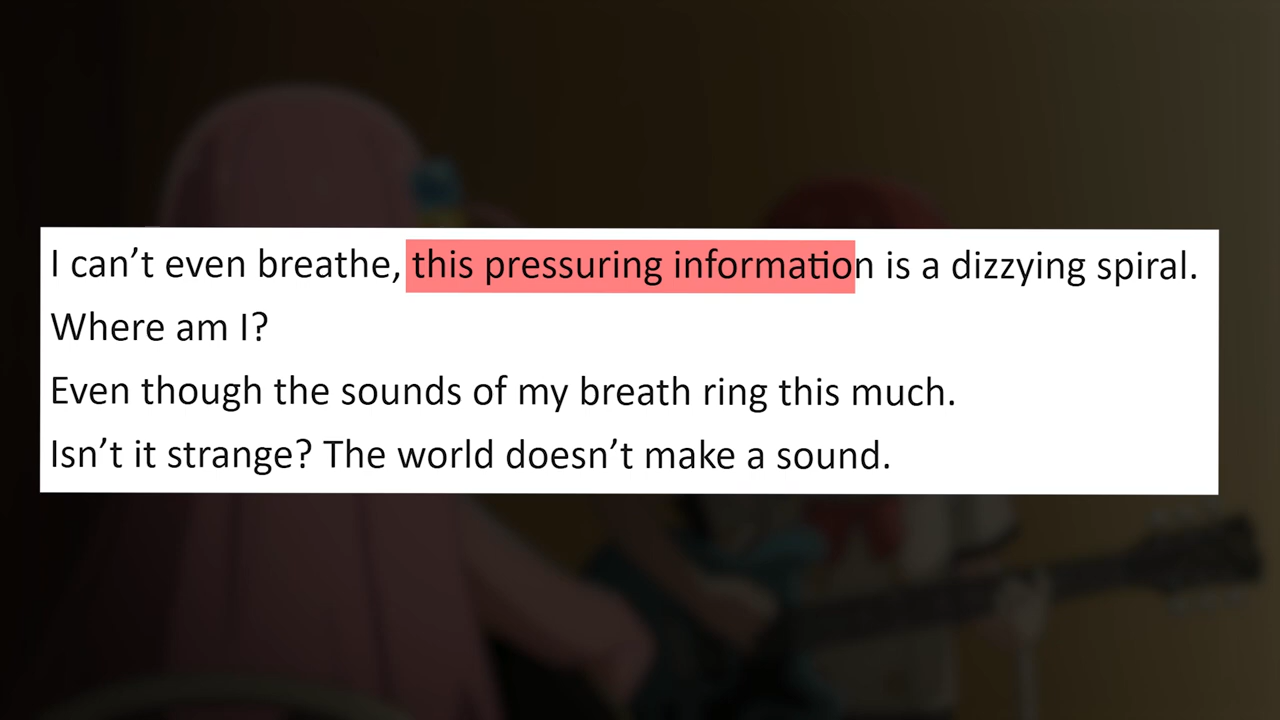 I can’t even breathe, this pressuring information is a dizzying spiral.
Where am I?
Even though the sounds of my breath ring this much.
Isn’t it strange? The world doesn’t make a sound.